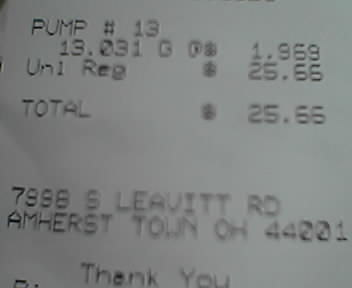 PUMP # 13
13.031 G @$ 1.969
Unl Reg $ 25.66
TOTAL $ 25.66
7998 S LEAVITT RD
AMHERST TOWN OH 44001
Thank You